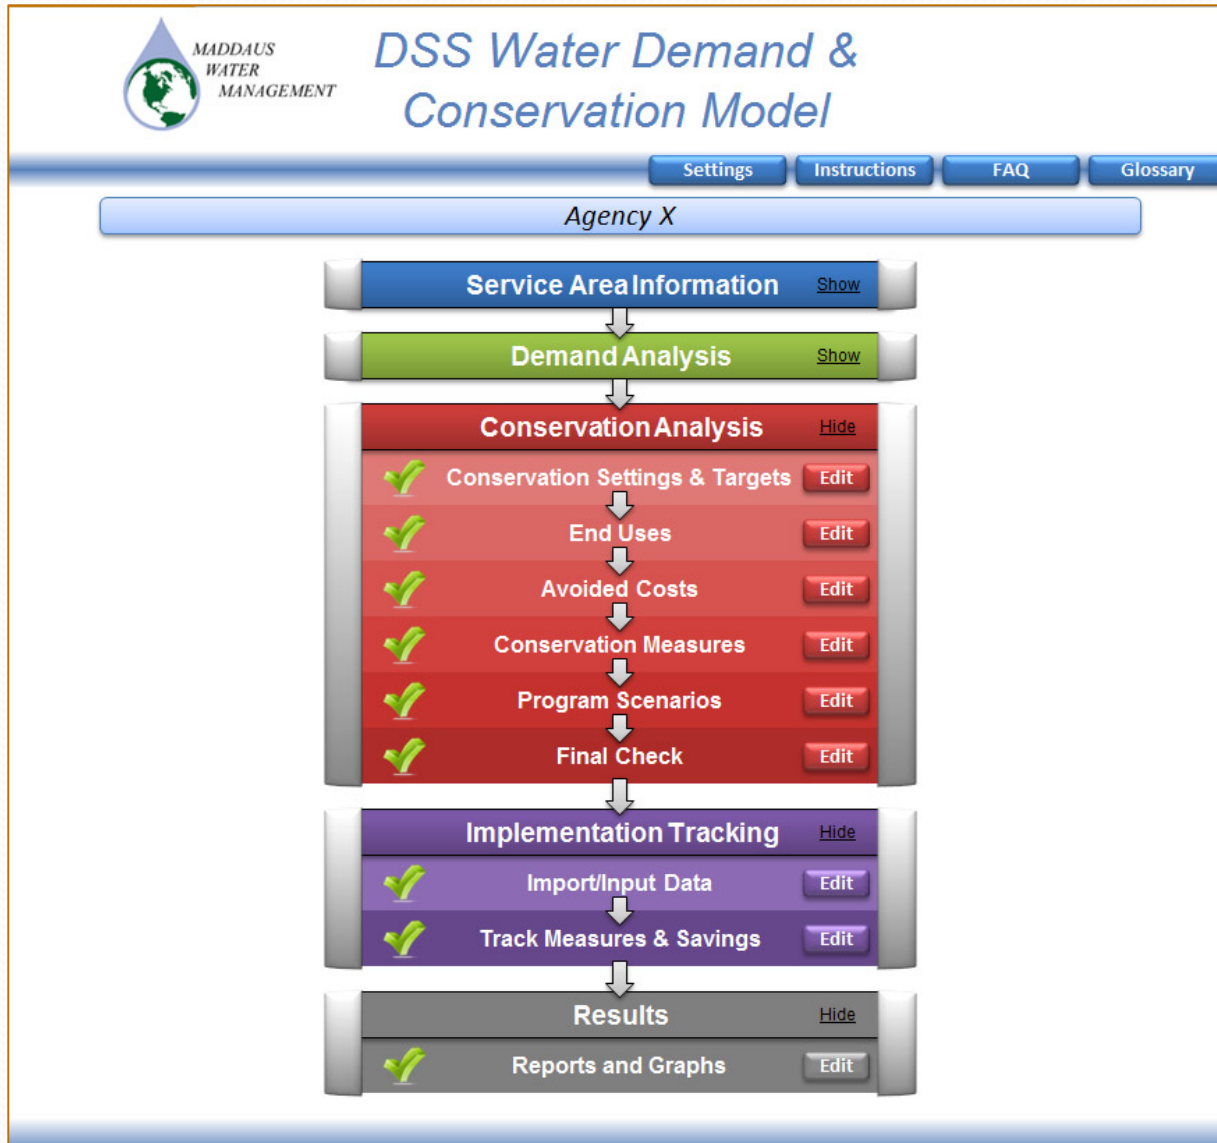 MADDAUS
WATER
MANAGEMENT
DSS Water Demand &
Conservation Model
Settings
Instructions
FAQ
Glossary
Agency X
Service Area Information Show
Demand Analysis Show
Conservation Analysis Hide
Conservation Settings & Targets Edit
End Uses Edit
Avoided Costs Edit
Conservation Measures Edit
Program Scenarios Edit
Final Check Edit
Implementation Tracking Hide
Import/Input Data Edit
Track Measures & Savings Edit
Results Hide
Reports and Graphs Edit